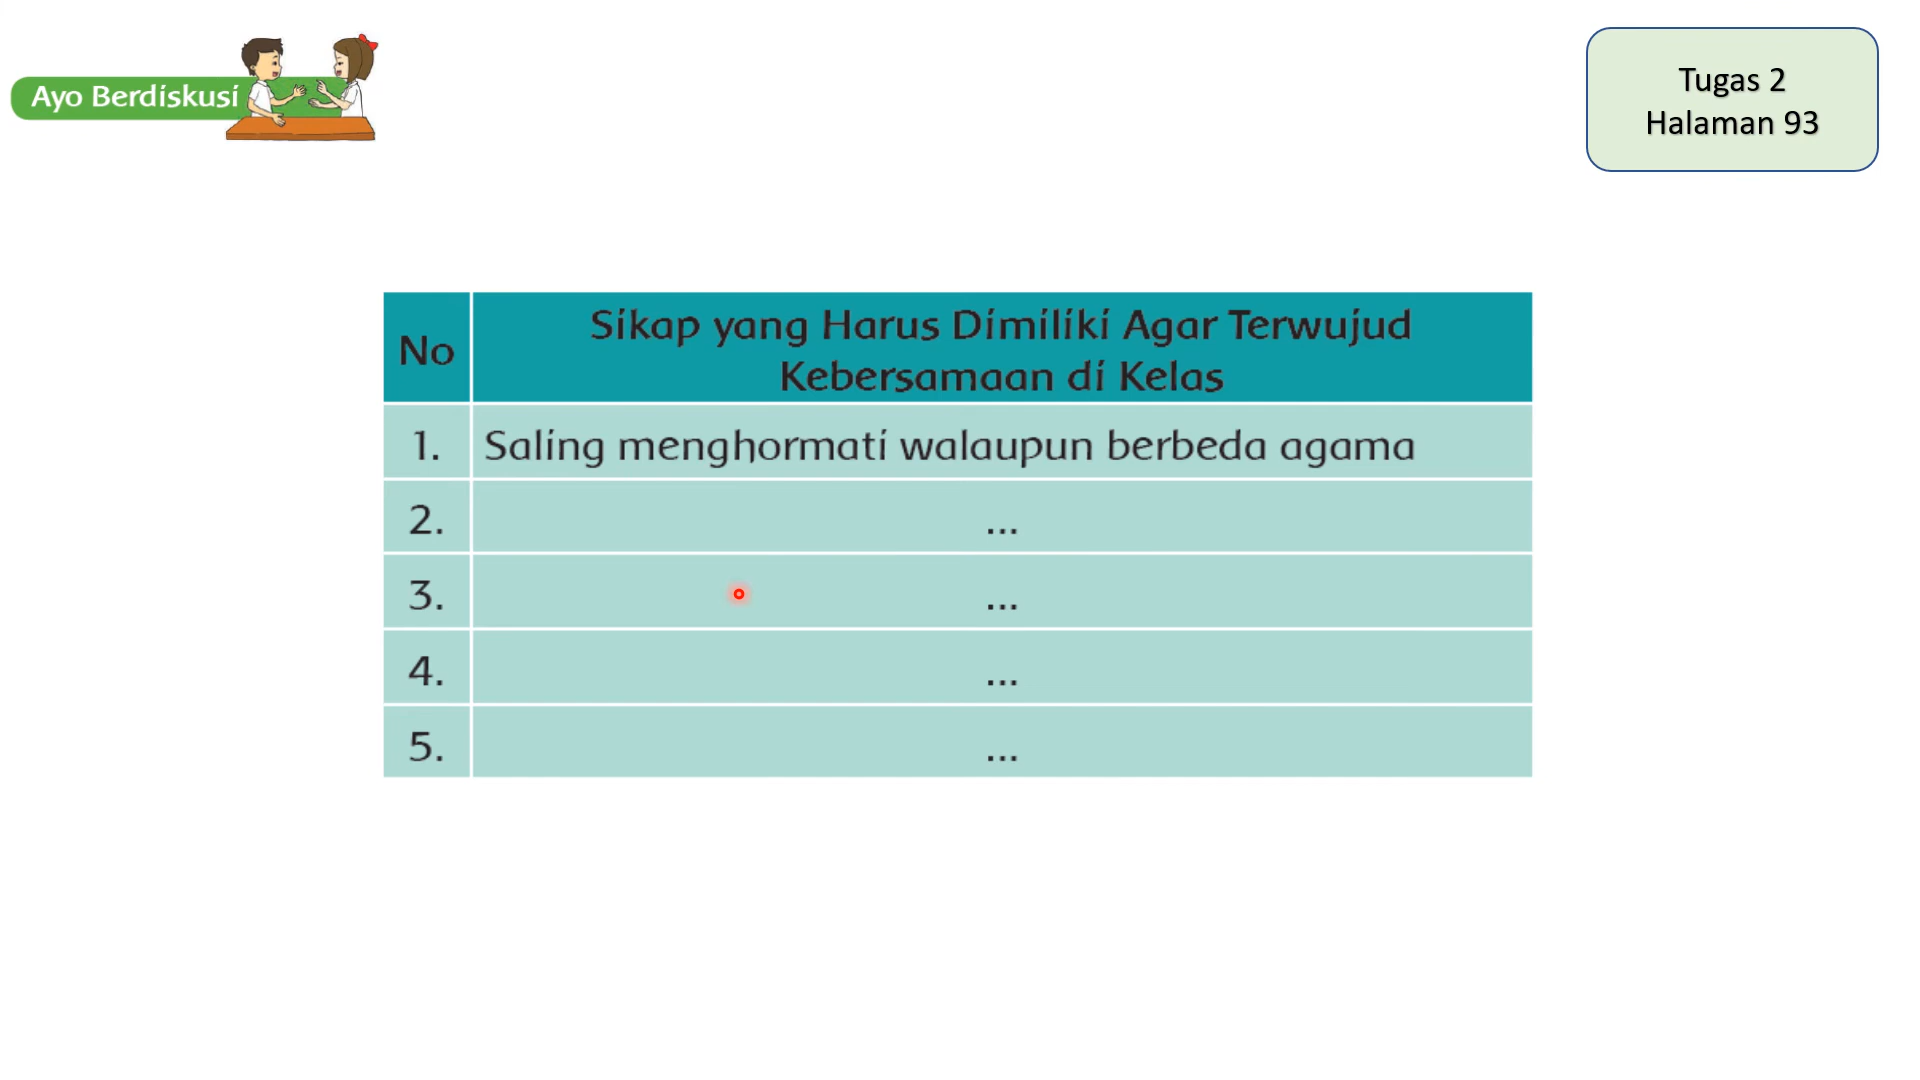 Ayo Berdiskusi
Tugas 2
Halaman 93
No
Sikap yang Harus Dimiliki Agar Terwujud
Kebersamaan di Kelas
1. Saling menghormati walaupun berbeda agama
2. ...
3. ...
4. ...
5. ...